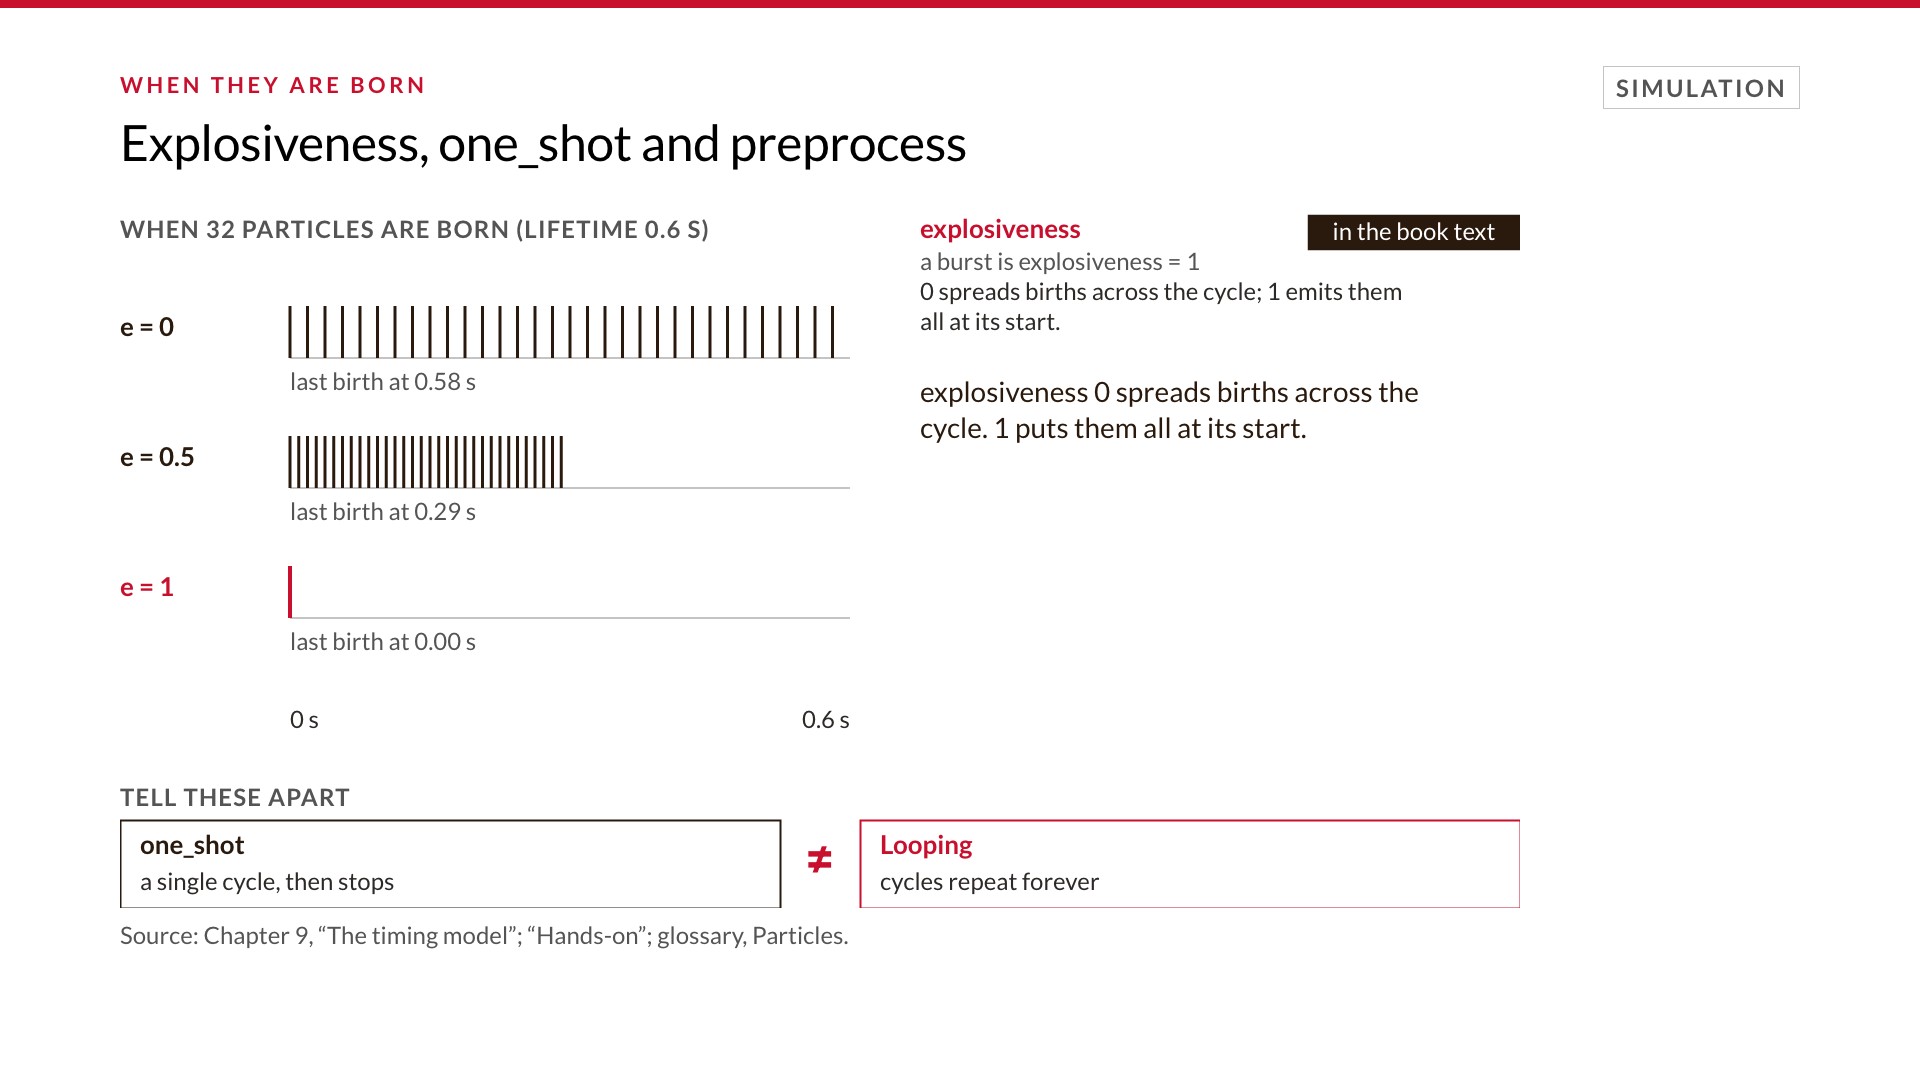 WHEN THEY ARE BORN
SIMULATION
Explosiveness, one_shot and preprocess
WHEN 32 PARTICLES ARE BORN (LIFETIME 0.6 S)
e = 0
last birth at 0.58 s
e = 0.5
last birth at 0.29 s
e = 1
last birth at 0.00 s
0 s
0.6 s
explosiveness
in the book text
a burst is explosiveness = 1
0 spreads births across the cycle; 1 emits them
all at its start.
explosiveness 0 spreads births across the
cycle. 1 puts them all at its start.
TELL THESE APART
one_shot
a single cycle, then stops
≠
Looping
cycles repeat forever
Source: Chapter 9, “The timing model”; “Hands-on”; glossary, Particles.